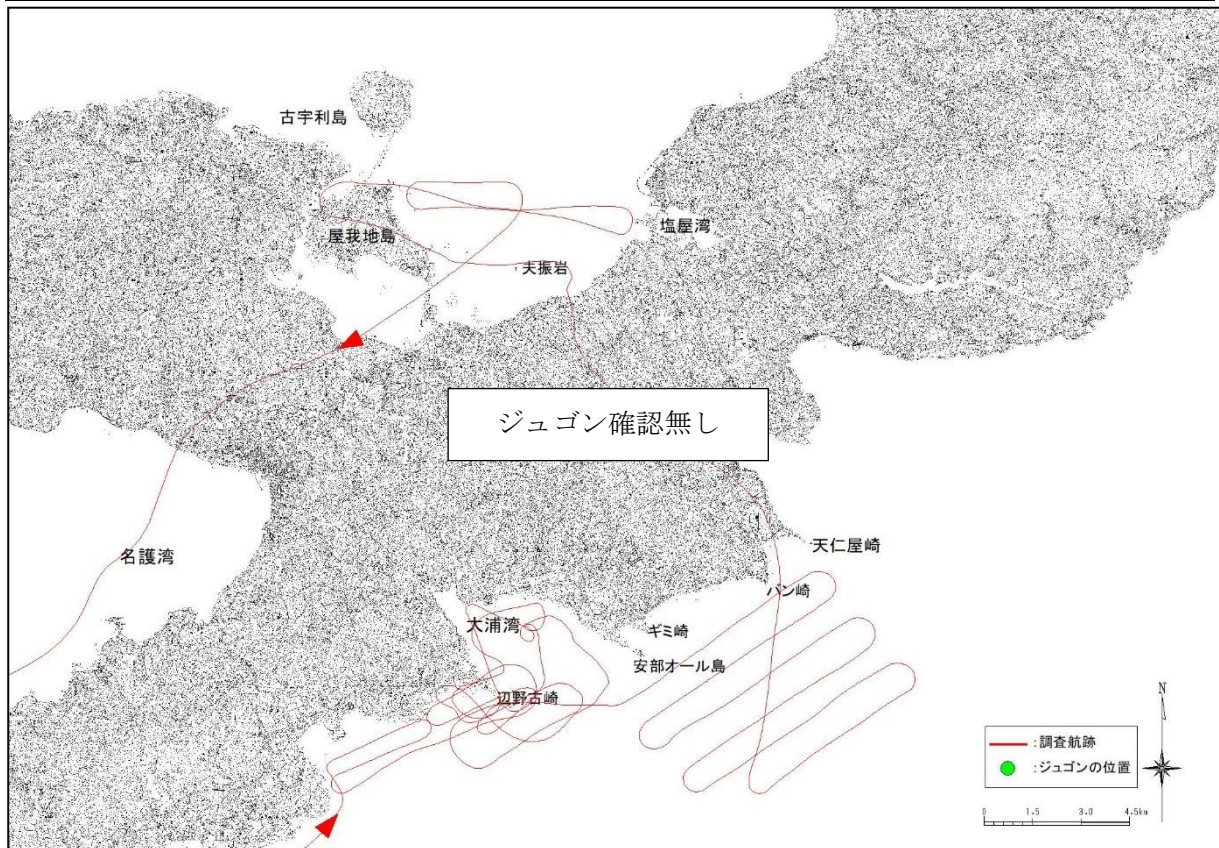 古宇利島
屋我地島
塩屋湾
夫振岩
ジュゴン確認無し
名護湾
天仁屋崎
バン崎
大浦湾
ギミ崎
安部オール島
辺野古崎
N
:調査航跡
:ジュゴンの位置
0 1.5 3.0 4.5km